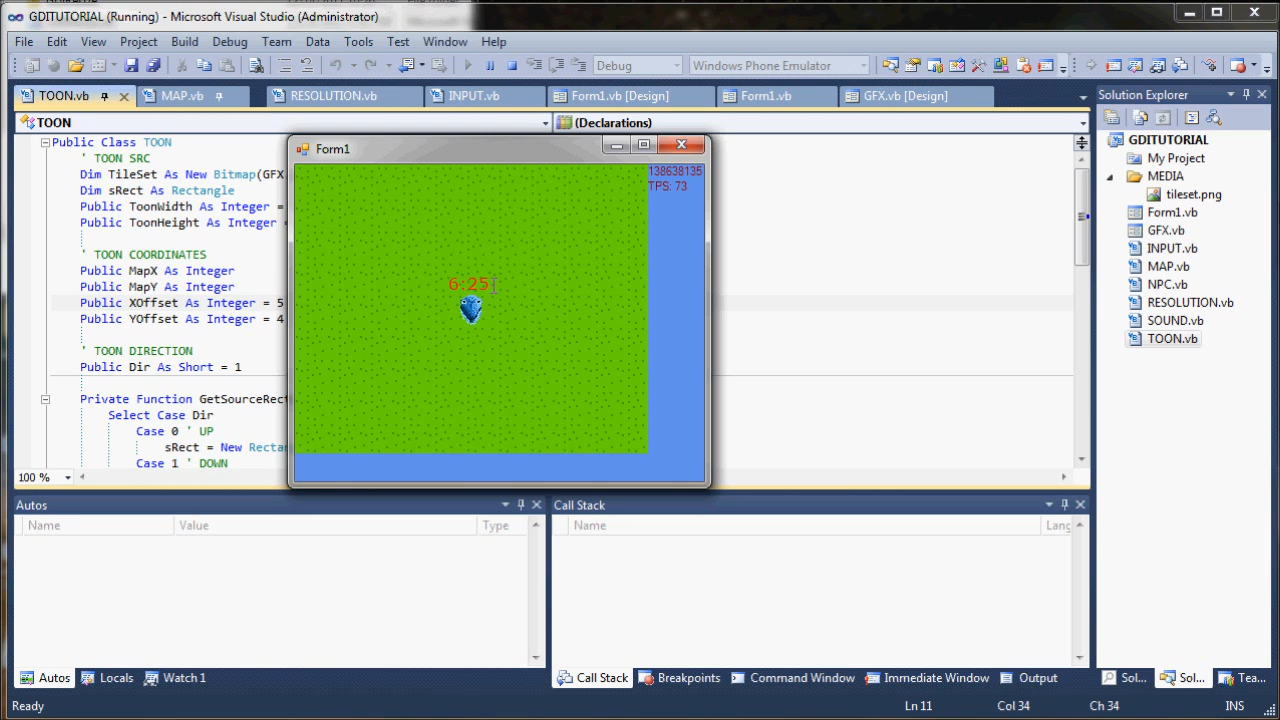 GDITUTORIAL (Running) - Microsoft Visual Studio (Administrator)
File Edit View Project Build Debug Team Data Tools Test Window Help
Debug Windows Phone Emulator
TOON.vb MAP.vb RESOLUTION.vb INPUT.vb Form1.vb [Design] Form1.vb GFX.vb [Design]
TOON (Declarations)
Public Class TOON
' TOON SRC
Dim TileSet As New Bitmap(GFX
Dim sRect As Rectangle
Public ToonWidth As Integer =
Public ToonHeight As Integer
' TOON COORDINATES
Public MapX As Integer
Public MapY As Integer
Public XOffset As Integer = 5
Public YOffset As Integer = 4
' TOON DIRECTION
Public Dir As Short = 1
Private Function GetSourceRect
Select Case Dir
Case 0 ' UP
sRect = New Rectan
Case 1 ' DOWN
100 %
Form1
138638135
TPS: 73
6:25
Solution Explorer
GDITUTORIAL
My Project
MEDIA
tileset.png
Form1.vb
GFX.vb
INPUT.vb
MAP.vb
NPC.vb
RESOLUTION.vb
SOUND.vb
TOON.vb
Autos
Name Value Type
Call Stack
Name Lang
Autos Locals Watch 1
Call Stack Breakpoints Command Window Immediate Window Output
Sol... Sol... Tea...
Ready Ln 11 Col 34 Ch 34 INS